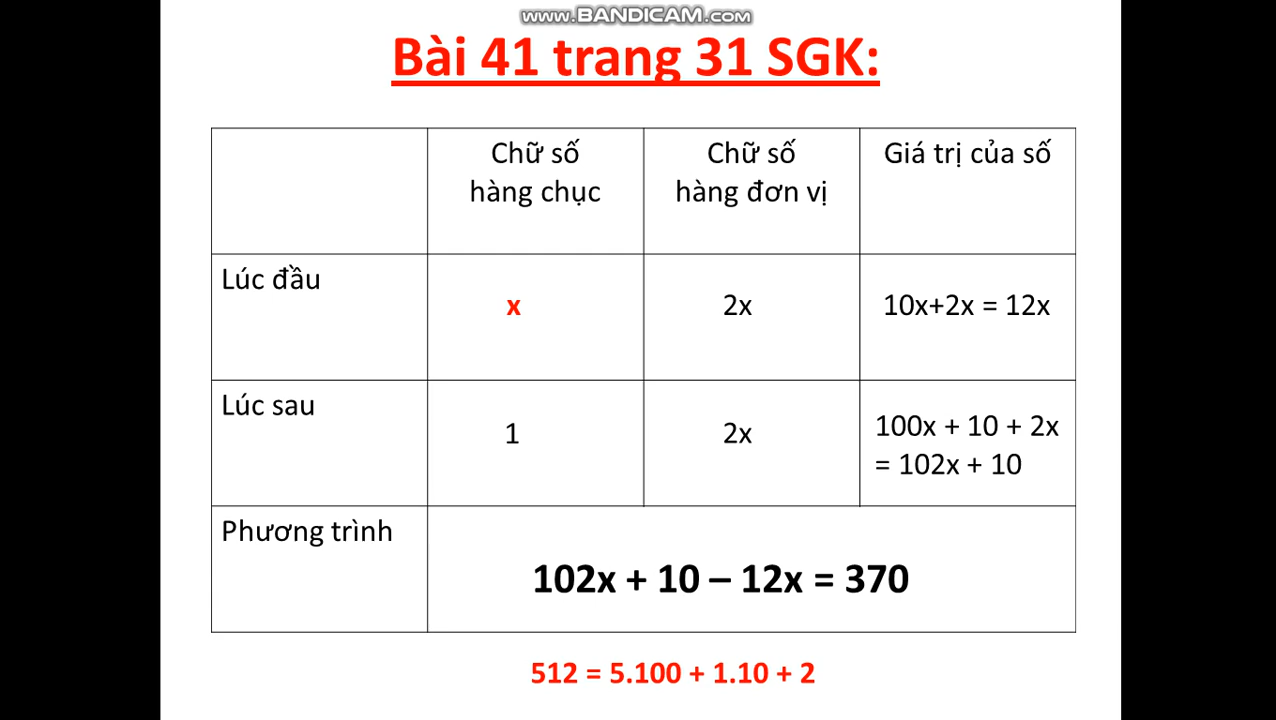 www.BANDICAM.com
Bài 41 trang 31 SGK:
Chữ số
hàng chục
Chữ số
hàng đơn vị
Giá trị của số
Lúc đầu
x
2x
10x+2x = 12x
Lúc sau
1
2x
100x + 10 + 2x
= 102x + 10
Phương trình
102x + 10 – 12x = 370
512 = 5.100 + 1.10 + 2